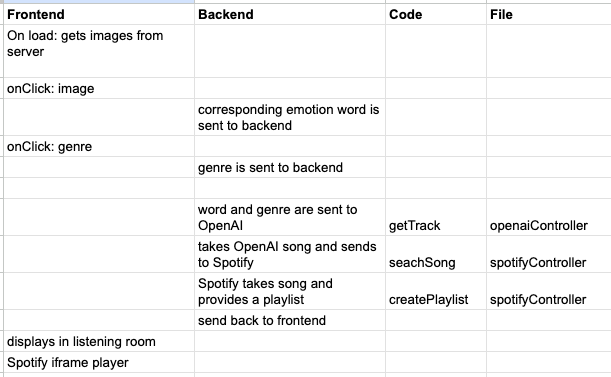 Frontend Backend Code File
On load: gets images from
server
onClick: image
corresponding emotion word is
sent to backend
onClick: genre
genre is sent to backend
word and genre are sent to
OpenAI getTrack openaiController
takes OpenAI song and sends
to Spotify seachSong spotifyController
Spotify takes song and
provides a playlist createPlaylist spotifyController
send back to frontend
displays in listening room
Spotify iframe player